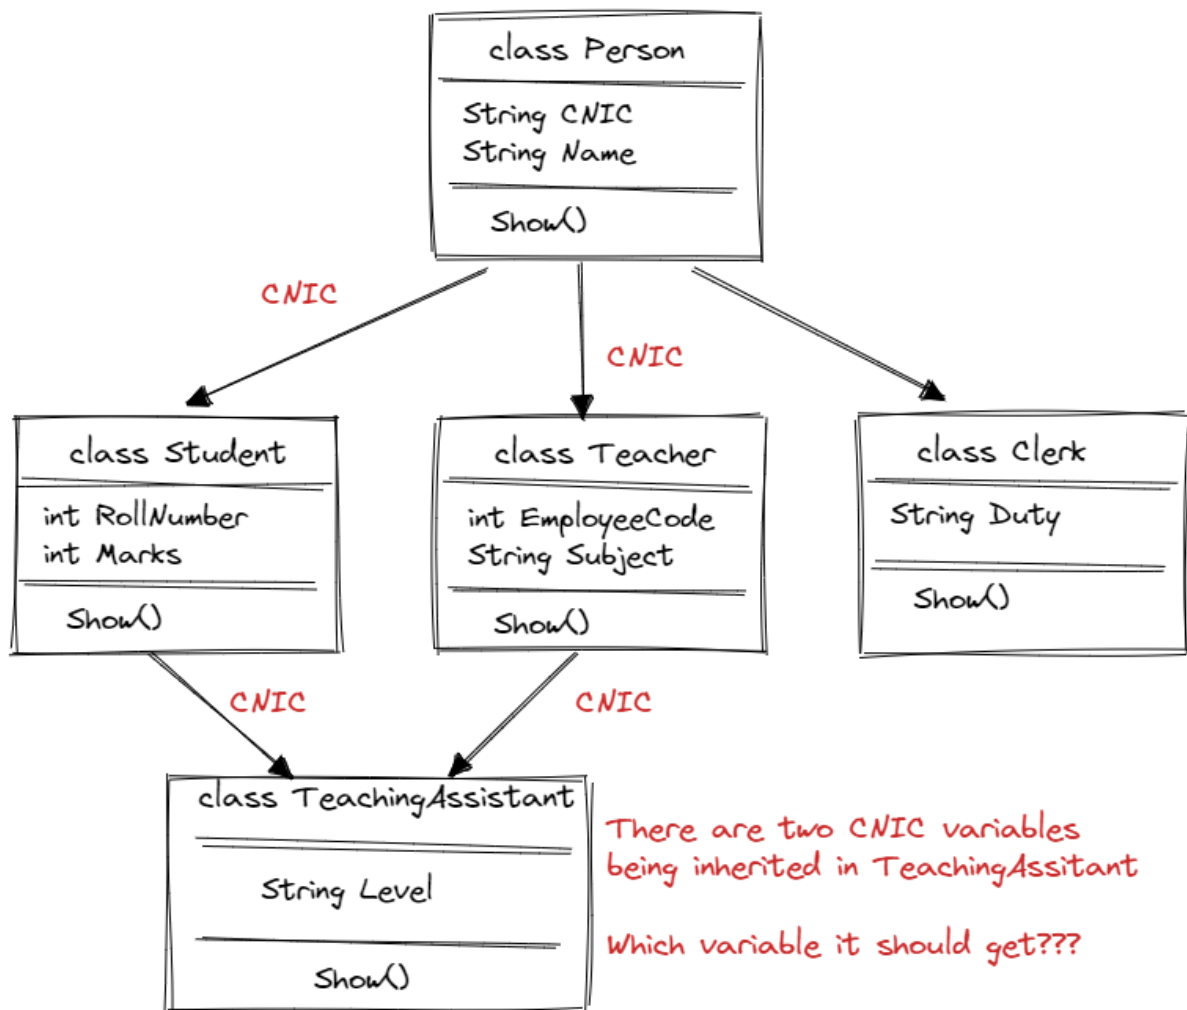 class Person
String CNIC
String Name
Show()
CNIC
CNIC
class Student
int RollNumber
int Marks
Show()
class Teacher
int EmployeeCode
String Subject
Show()
class Clerk
String Duty
Show()
CNIC
CNIC
class TeachingAssistant
String Level
Show()
There are two CNIC variables
being inherited in TeachingAssitant
Which variable it should get???